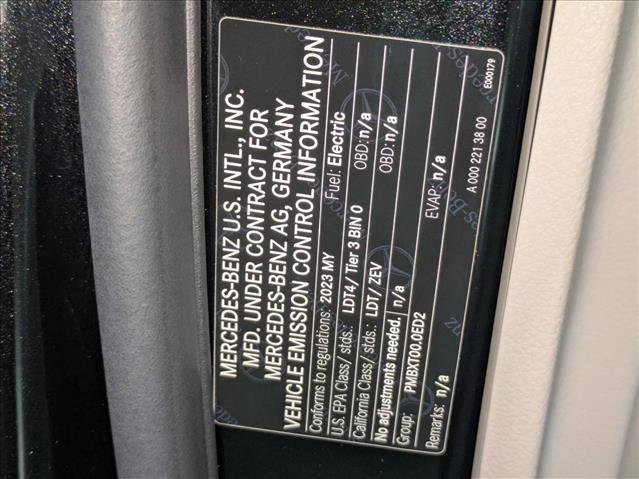 MERCEDES-BENZ U.S. INTL., INC.
MFD. UNDER CONTRACT FOR
MERCEDES-BENZ AG, GERMANY
VEHICLE EMISSION CONTROL INFORMATION
Conforms to regulations: 2023 MY Fuel: Electric
U.S. EPA Class / stds.: LDT4 / Tier 3 BIN 0 OBD: n/a
California Class / stds.: LDT / ZEV OBD: n/a
No adjustments needed. n/a
Group: PMBXT00.0ED2 EVAP: n/a
Remarks: n/a
A 000 221 38 00
E000179